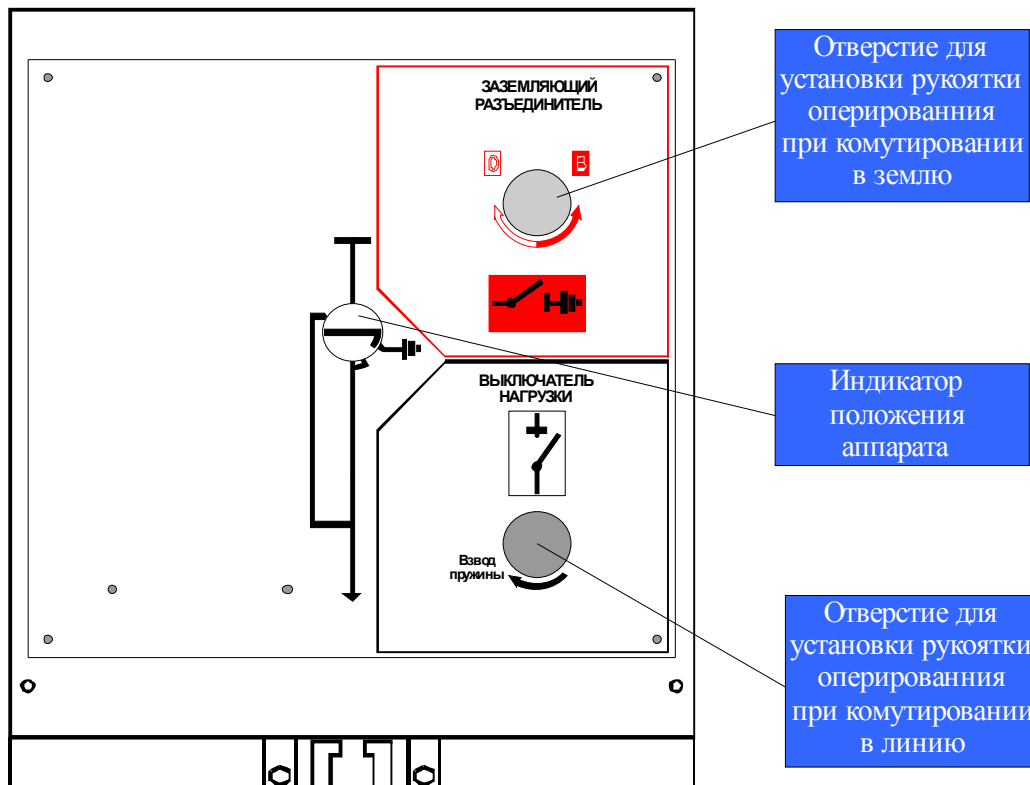 ЗАЗЕМЛЯЮЩИЙ
РАЗЪЕДИНИТЕЛЬ
О В
ВЫКЛЮЧАТЕЛЬ
НАГРУЗКИ
Взвод
пружины
Отверстие для
установки рукоятки
оперированния
при комутировании
в землю
Индикатор
положения
аппарата
Отверстие для
установки рукоятки
оперированния
при комутировании
в линию